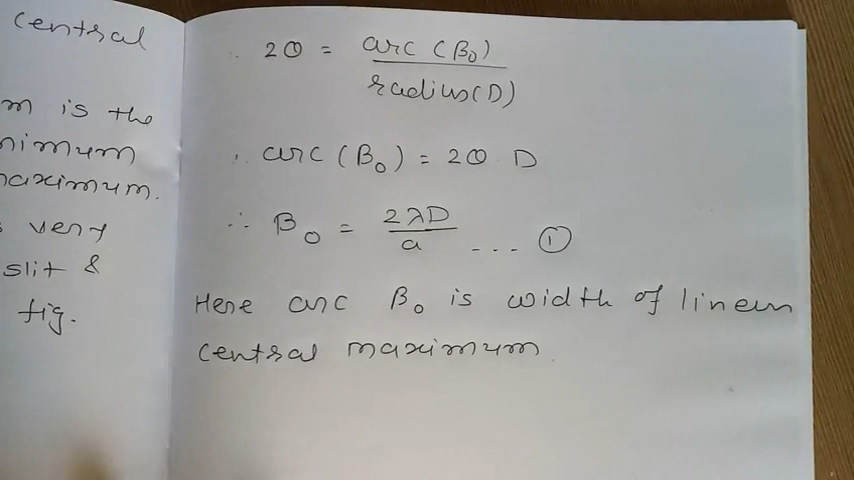 central
m is the
nimum
maximum.
very
slit &
fig.
2θ = arc (β₀) / radius(D)
∴ arc (β₀) = 2θ D
∴ β₀ = 2λD / a --- ①
Here arc β₀ is width of linear
central maximum.